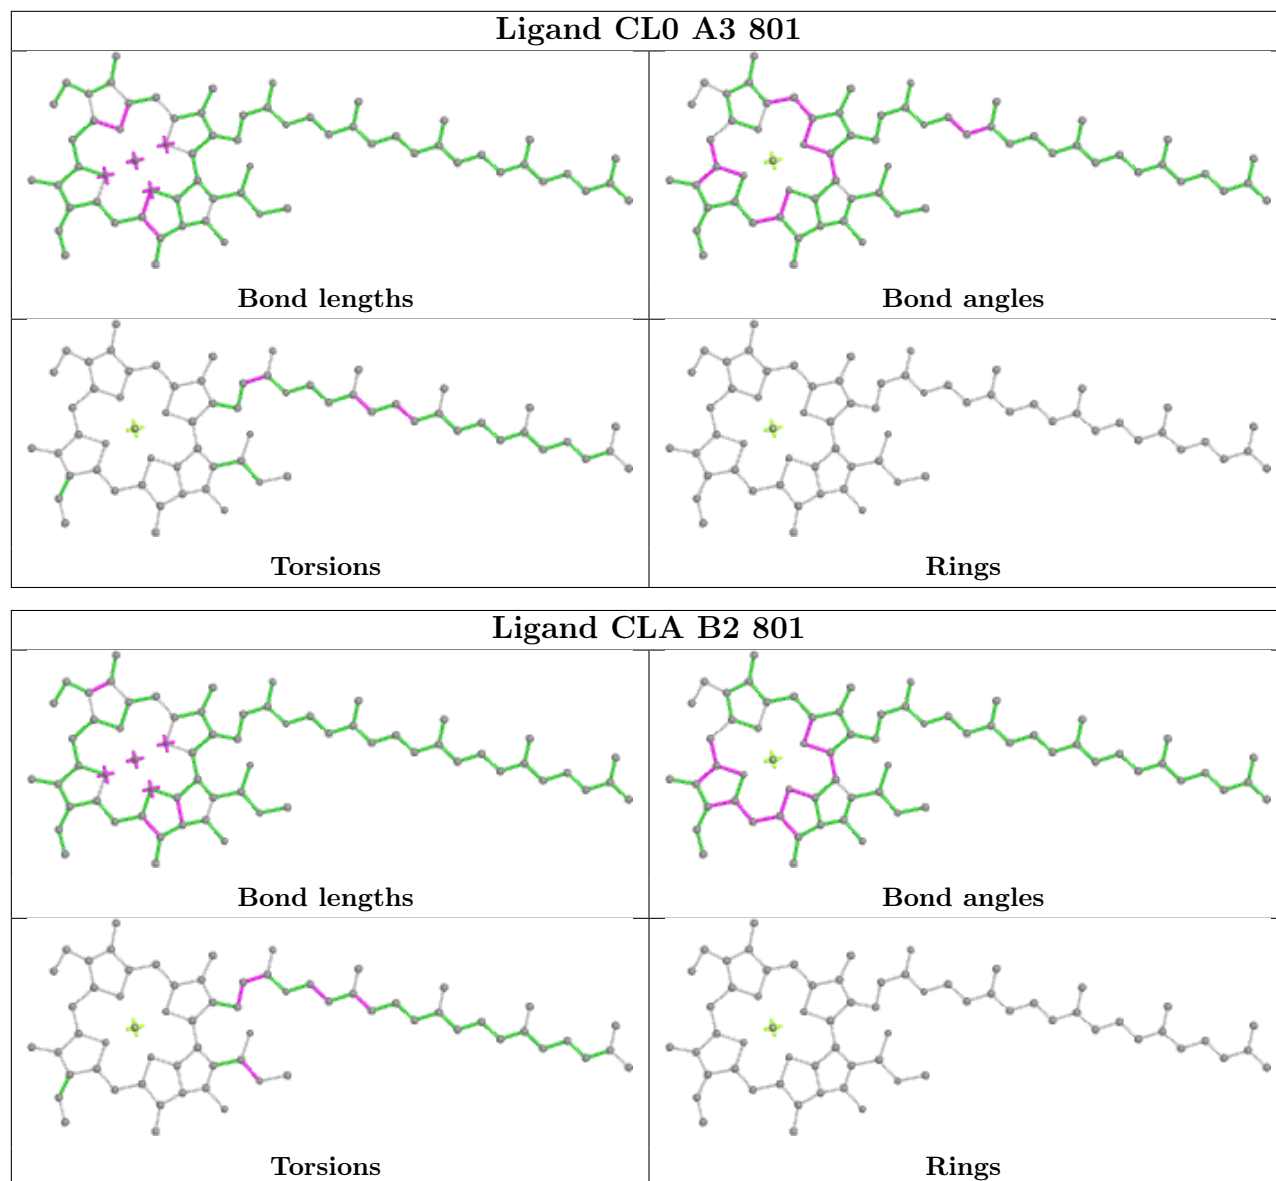 Ligand CL0 A3 801
Bond lengths
Bond angles
Torsions
Rings
Ligand CLA B2 801
Bond lengths
Bond angles
Torsions
Rings